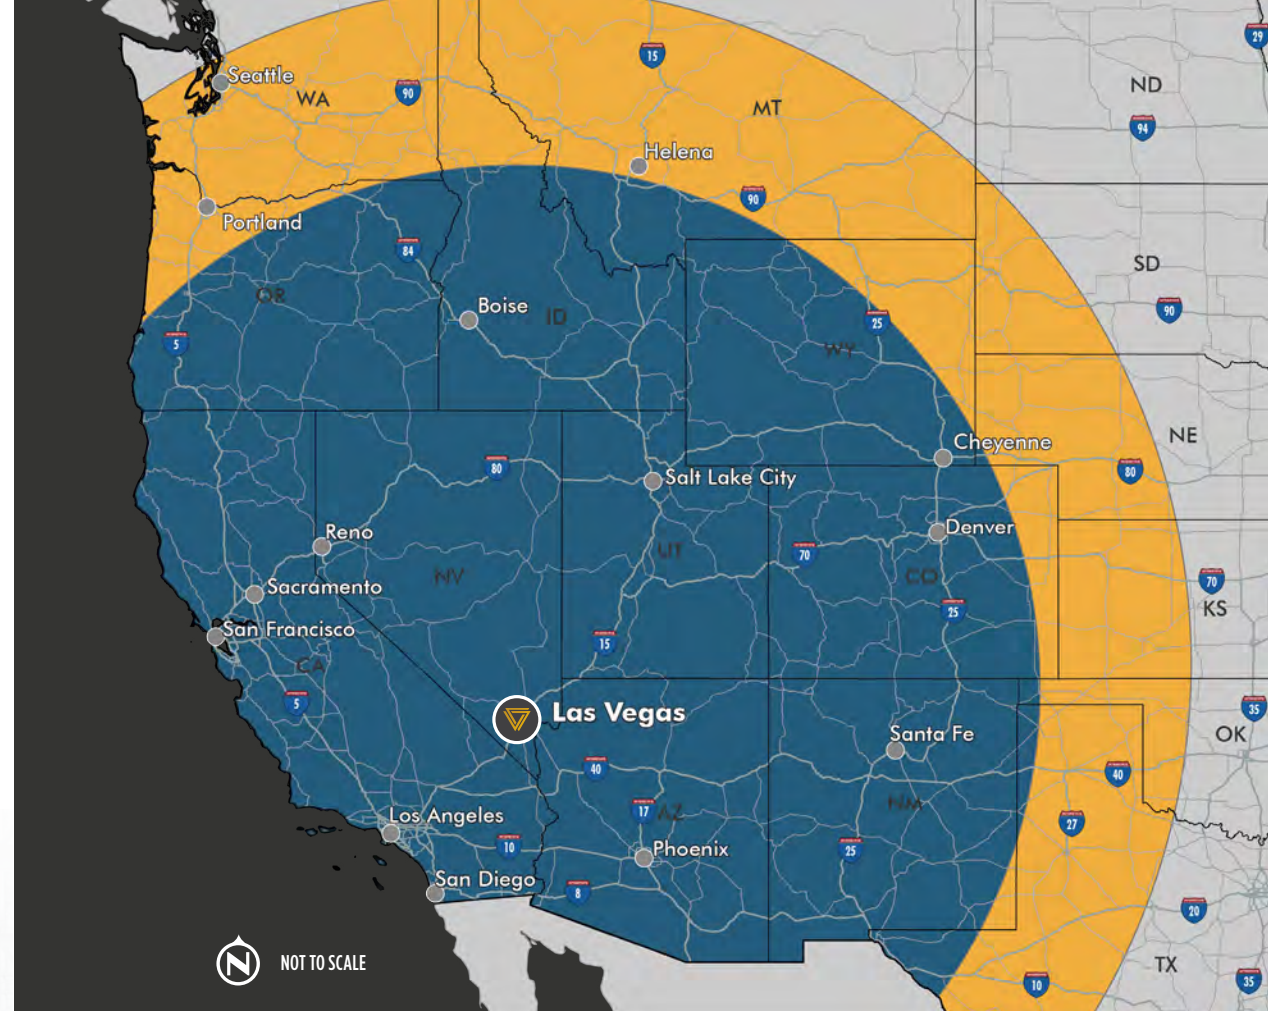 29
15
Seattle
WA
90
MT
ND
94
Helena
90
Portland
84
SD
OR
Boise
ID
90
25
5
WY
Cheyenne
NE
80
80
Salt Lake City
Reno
Denver
UT
70
NV
CO
70
Sacramento
25
KS
San Francisco
15
CA
5
Las Vegas
35
Santa Fe
OK
40
40
NM
17
AZ
27
Los Angeles
10
Phoenix
25
San Diego
8
20
N
NOT TO SCALE
TX
10
35